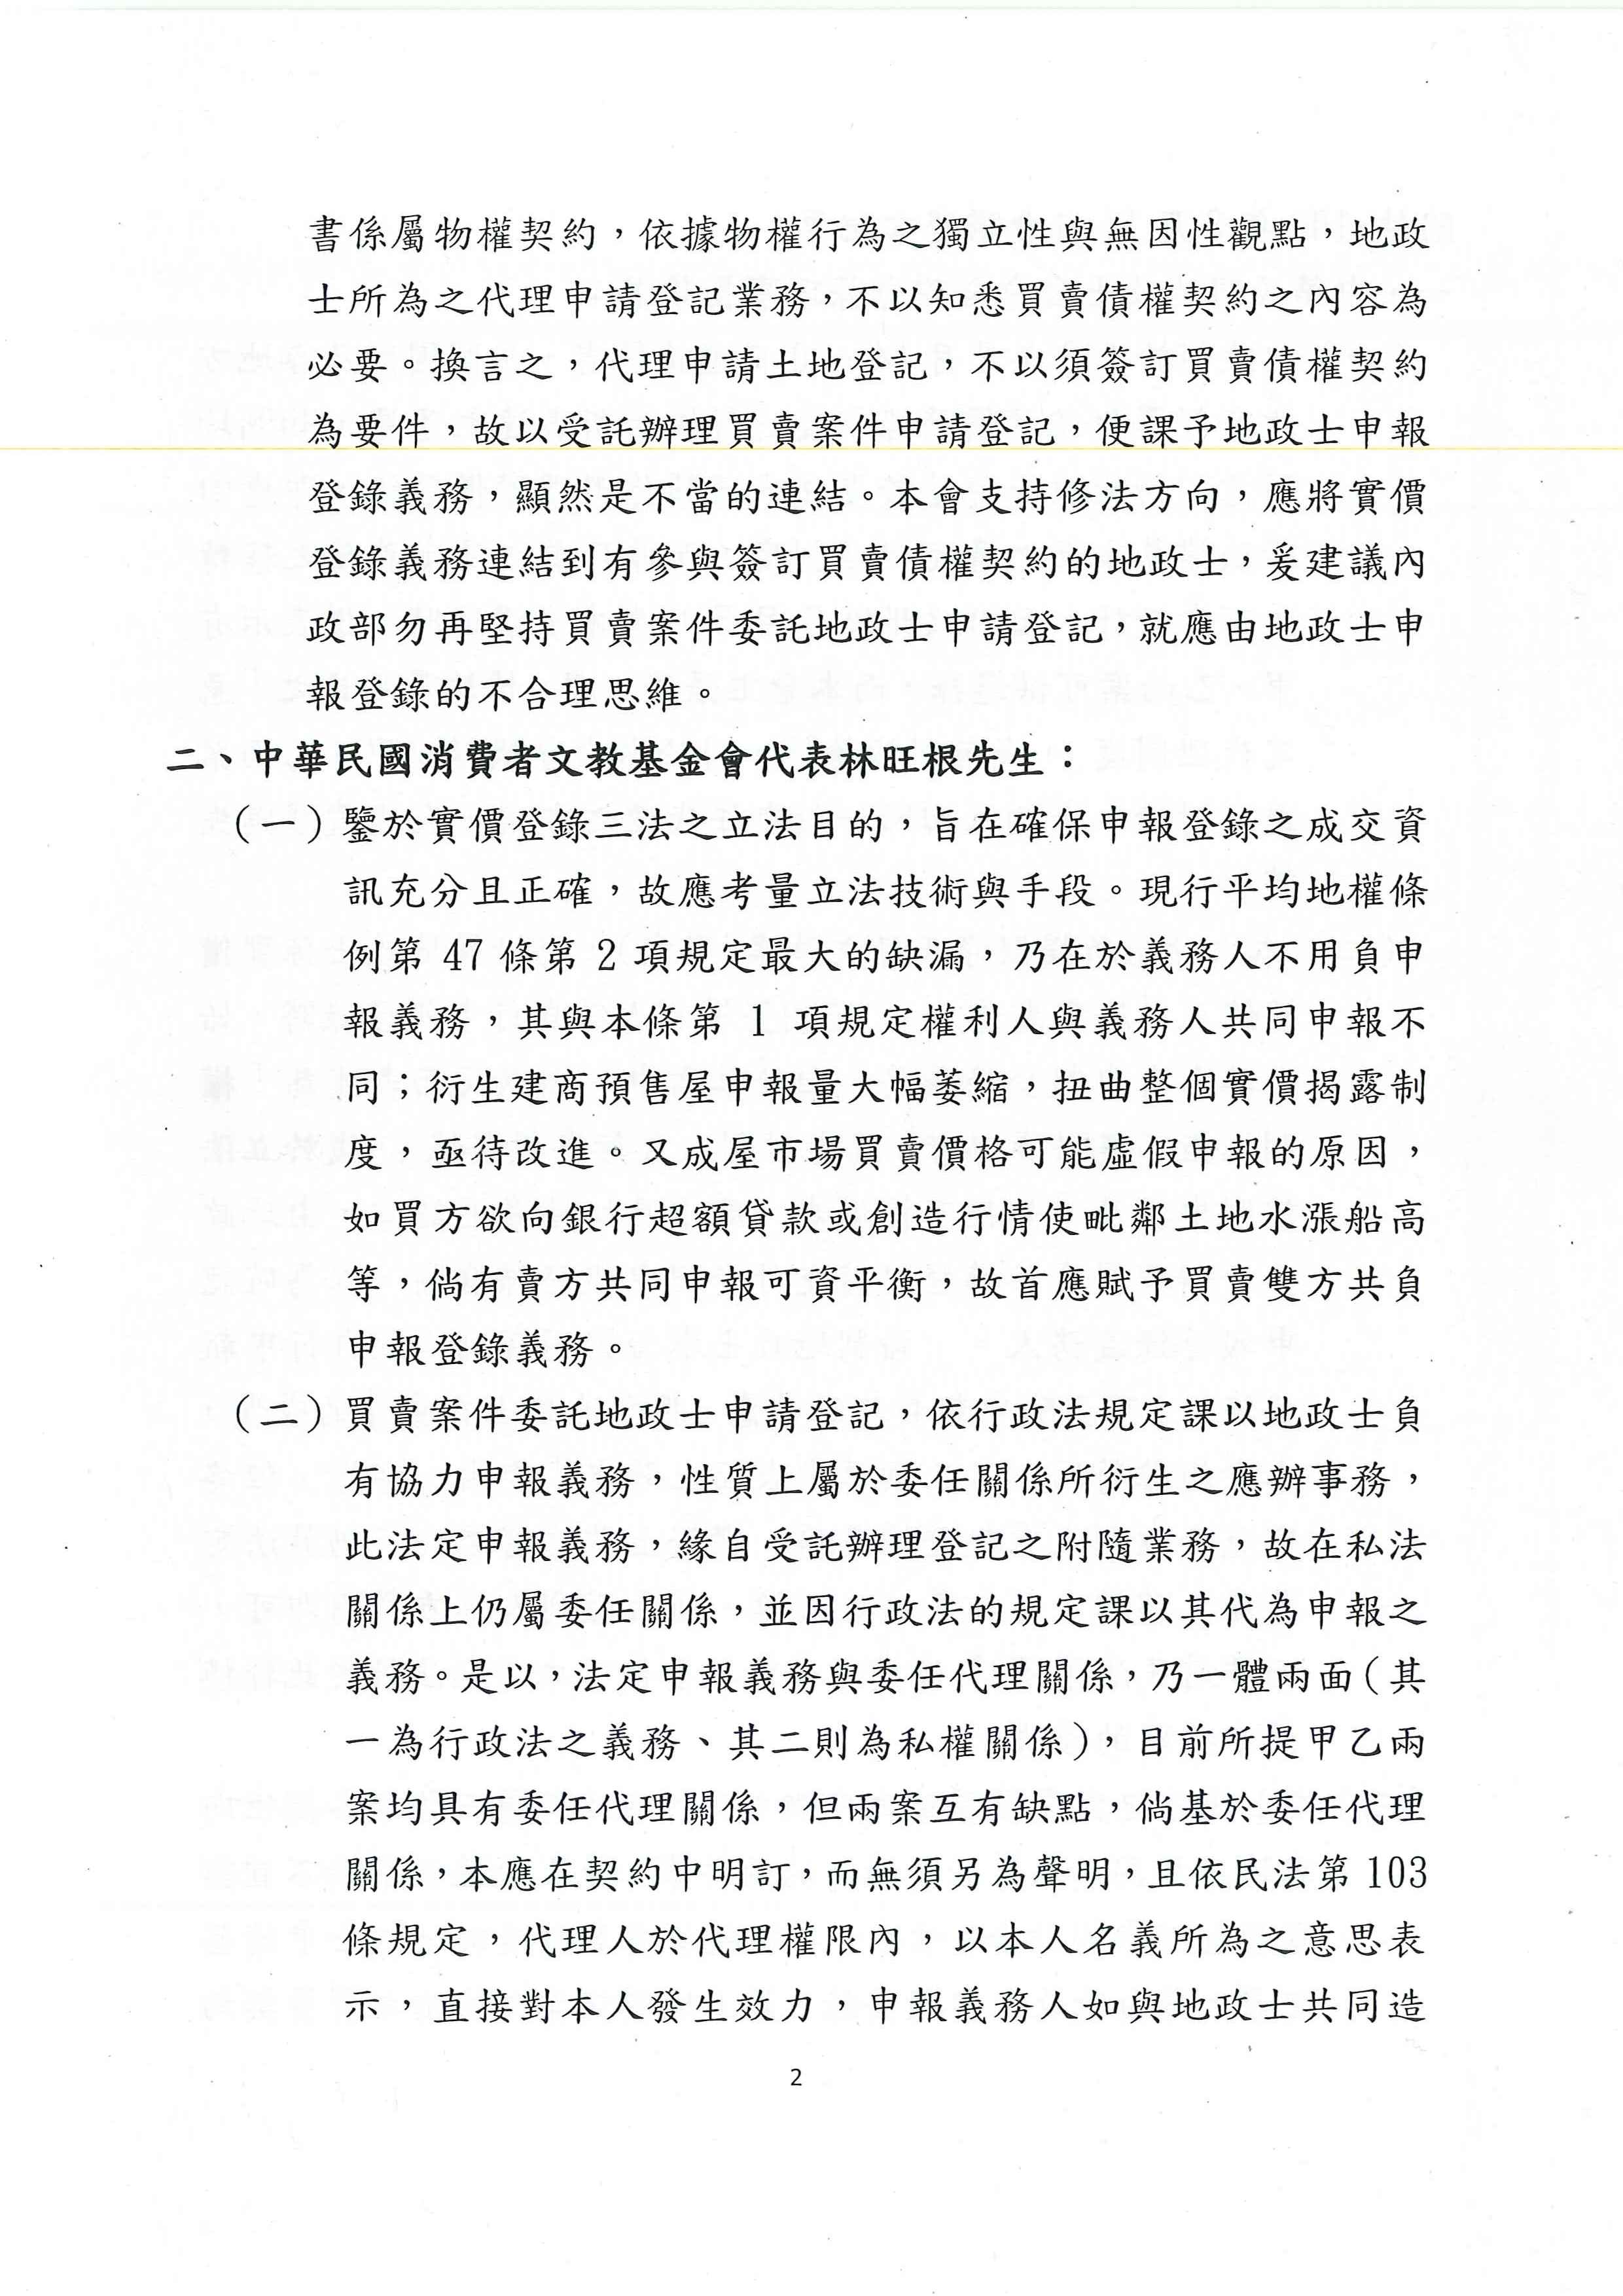 書係屬物權契約，依據物權行為之獨立性與無因性觀點，地政
士所為之代理申請登記業務，不以知悉買賣債權契約之內容為
必要。換言之，代理申請土地登記，不以須簽訂買賣債權契約
為要件，故以受託辦理買賣案件申請登記，便課予地政士申報
登錄義務，顯然是不當的連結。本會支持修法方向，應將實價
登錄義務連結到有參與簽訂買賣債權契約的地政士，爰建議內
政部勿再堅持買賣案件委託地政士申請登記，就應由地政士申
報登錄的不合理思維。
二、中華民國消費者文教基金會代表林旺根先生：
（一）鑒於實價登錄三法之立法目的，旨在確保申報登錄之成交資
訊充分且正確，故應考量立法技術與手段。現行平均地權條
例第 47 條第 2 項規定最大的缺漏，乃在於義務人不用負申
報義務，其與本條第 1 項規定權利人與義務人共同申報不
同；衍生建商預售屋申報量大幅萎縮，扭曲整個實價揭露制
度，亟待改進。又成屋市場買賣價格可能虛假申報的原因，
如買方欲向銀行超額貸款或創造行情使毗鄰土地水漲船高
等，倘有賣方共同申報可資平衡，故首應賦予買賣雙方共負
申報登錄義務。
（二）買賣案件委託地政士申請登記，依行政法規定課以地政士負
有協力申報義務，性質上屬於委任關係所衍生之應辦事務，
此法定申報義務，緣自受託辦理登記之附隨業務，故在私法
關係上仍屬委任關係，並因行政法的規定課以其代為申報之
義務。是以，法定申報義務與委任代理關係，乃一體兩面（其
一為行政法之義務、其二則為私權關係），目前所提甲乙兩
案均具有委任代理關係，但兩案互有缺點，倘基於委任代理
關係，本應在契約中明訂，而無須另為聲明，且依民法第 103
條規定，代理人於代理權限內，以本人名義所為之意思表
示，直接對本人發生效力，申報義務人如與地政士共同造
2